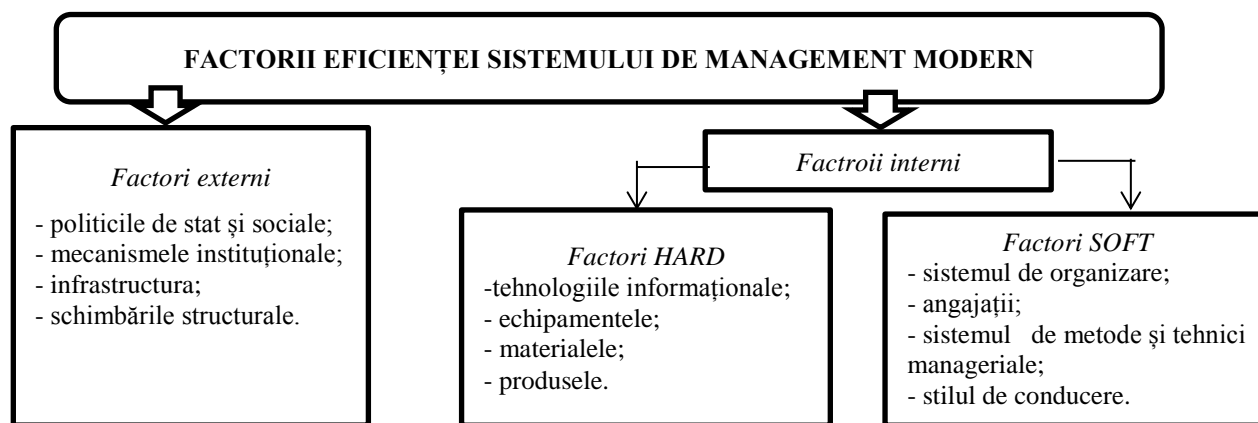 FACTORII EFICIENȚEI SISTEMULUI DE MANAGEMENT MODERN
Factori externi
- politicile de stat și sociale;
- mecanismele instituționale;
- infrastructura;
- schimbările structurale.
Factroii interni
Factori HARD
-tehnologiile informaționale;
- echipamentele;
- materialele;
- produsele.
Factori SOFT
- sistemul de organizare;
- angajații;
- sistemul de metode și tehnici
manageriale;
- stilul de conducere.